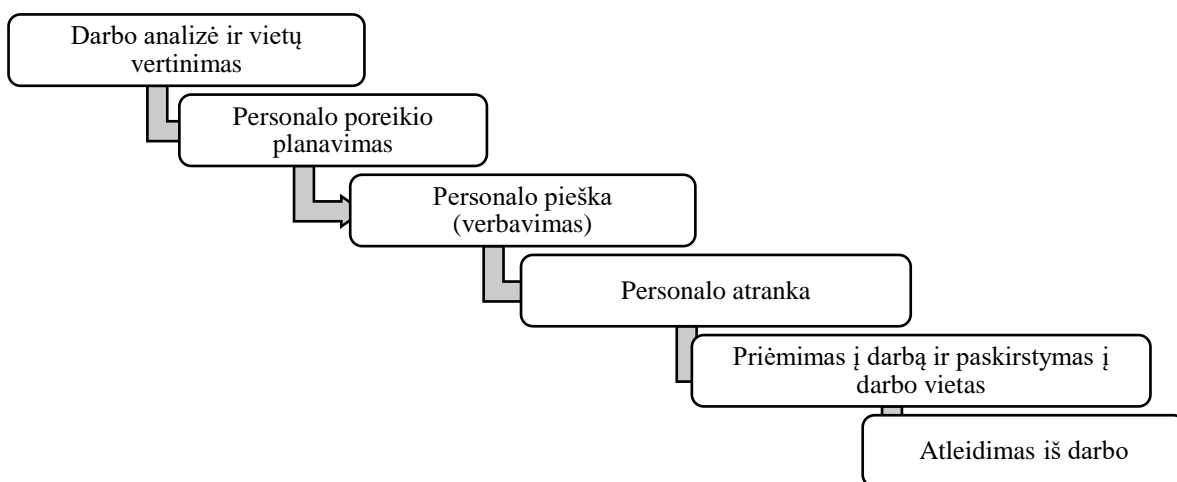 Darbo analizė ir vietų
vertinimas
Personalo poreikio
planavimas
Personalo pieška
(verbavimas)
Personalo atranka
Priėmimas į darbą ir paskirstymas į
darbo vietas
Atleidimas iš darbo